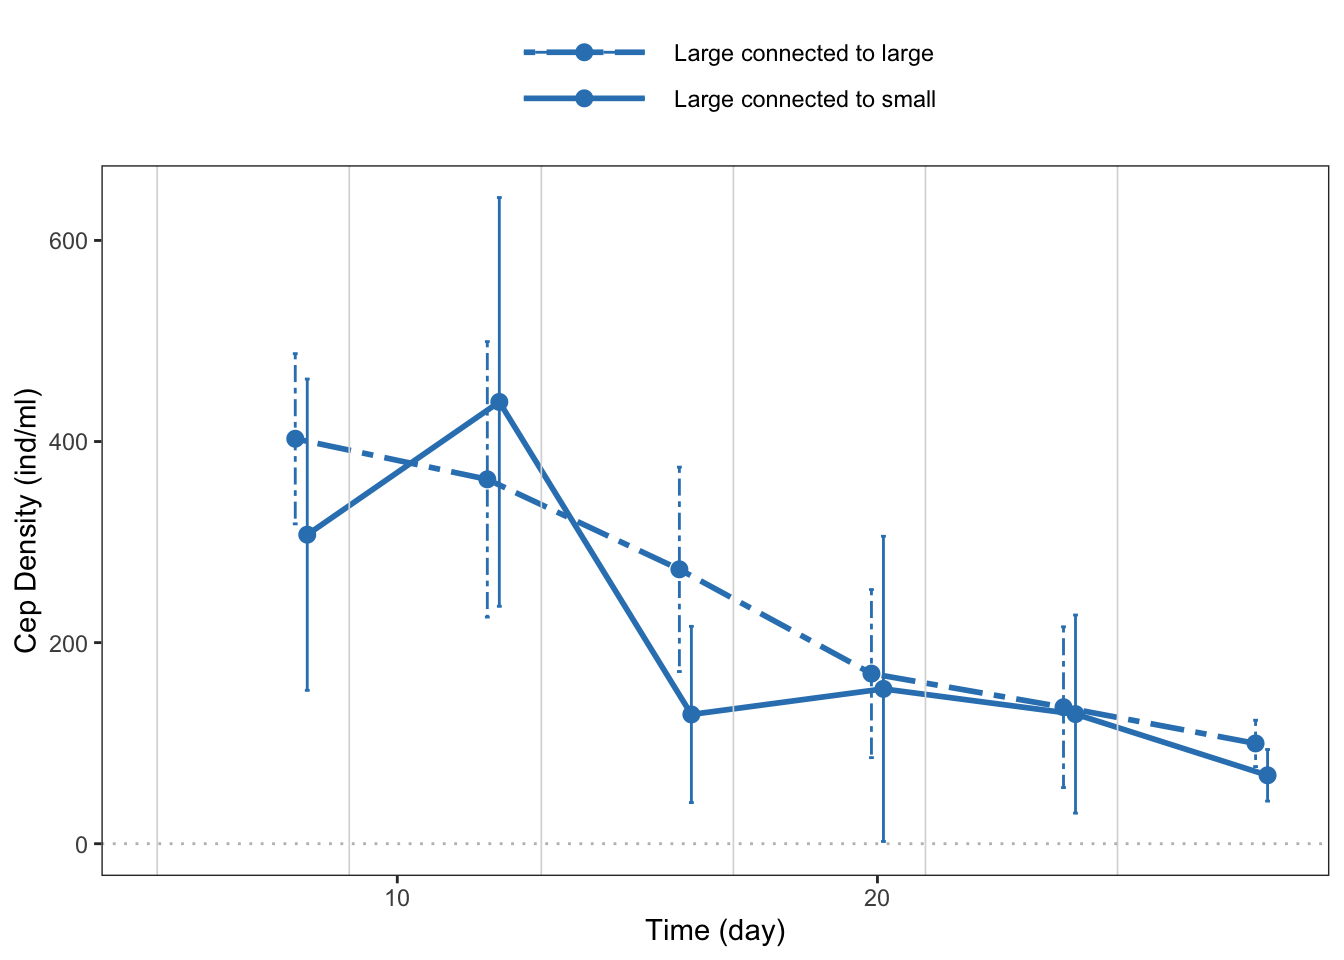 Large connected to large
Large connected to small
600
400
200
0
Cep Density (ind/ml)
10
20
Time (day)